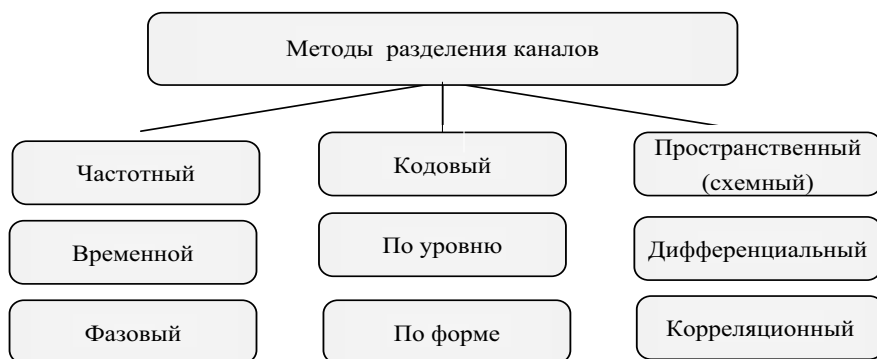 Методы разделения каналов
Частотный
Кодовый
Пространственный
(схемный)
Временной
По уровню
Дифференциальный
Фазовый
По форме
Корреляционный